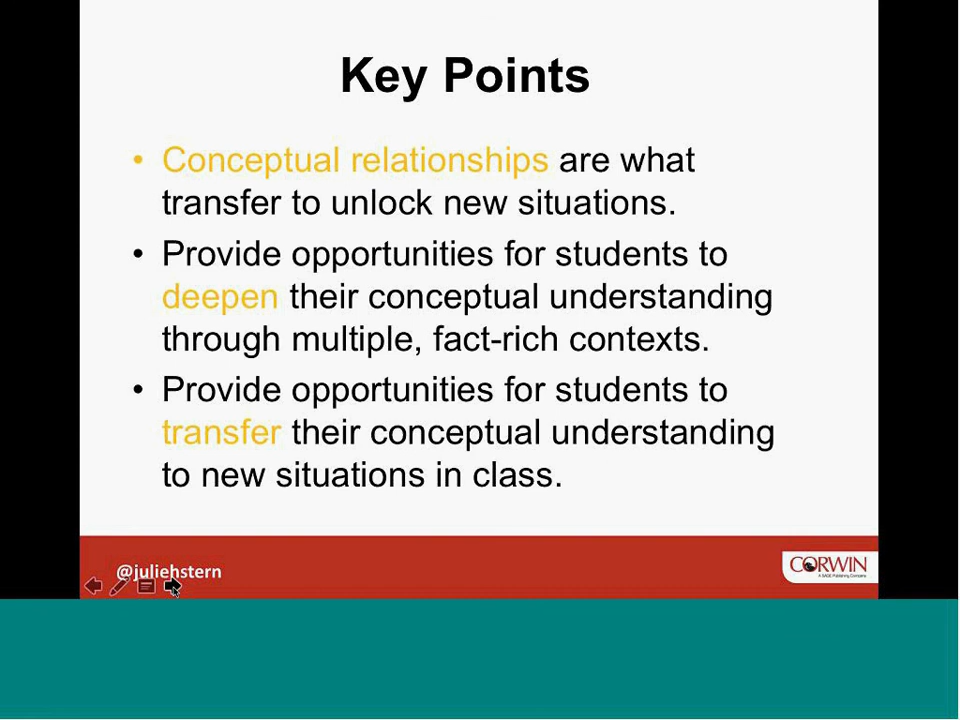 Key Points
• Conceptual relationships are what
transfer to unlock new situations.
• Provide opportunities for students to
deepen their conceptual understanding
through multiple, fact-rich contexts.
• Provide opportunities for students to
transfer their conceptual understanding
to new situations in class.
@juliehstern
CORWIN
A SAGE Publishing Company